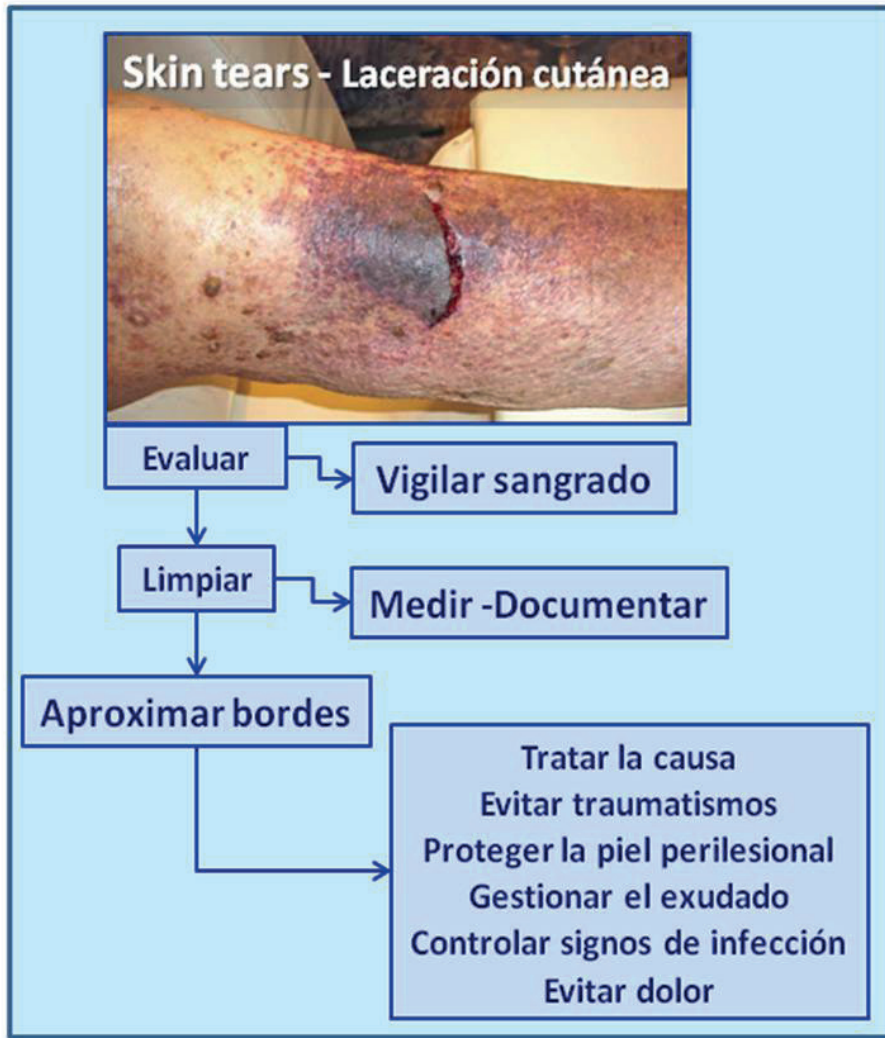 Skin tears - Laceración cutánea
Evaluar
Vigilar sangrado
Limpiar
Medir -Documentar
Aproximar bordes
Tratar la causa
Evitar traumatismos
Proteger la piel perilesional
Gestionar el exudado
Controlar signos de infección
Evitar dolor